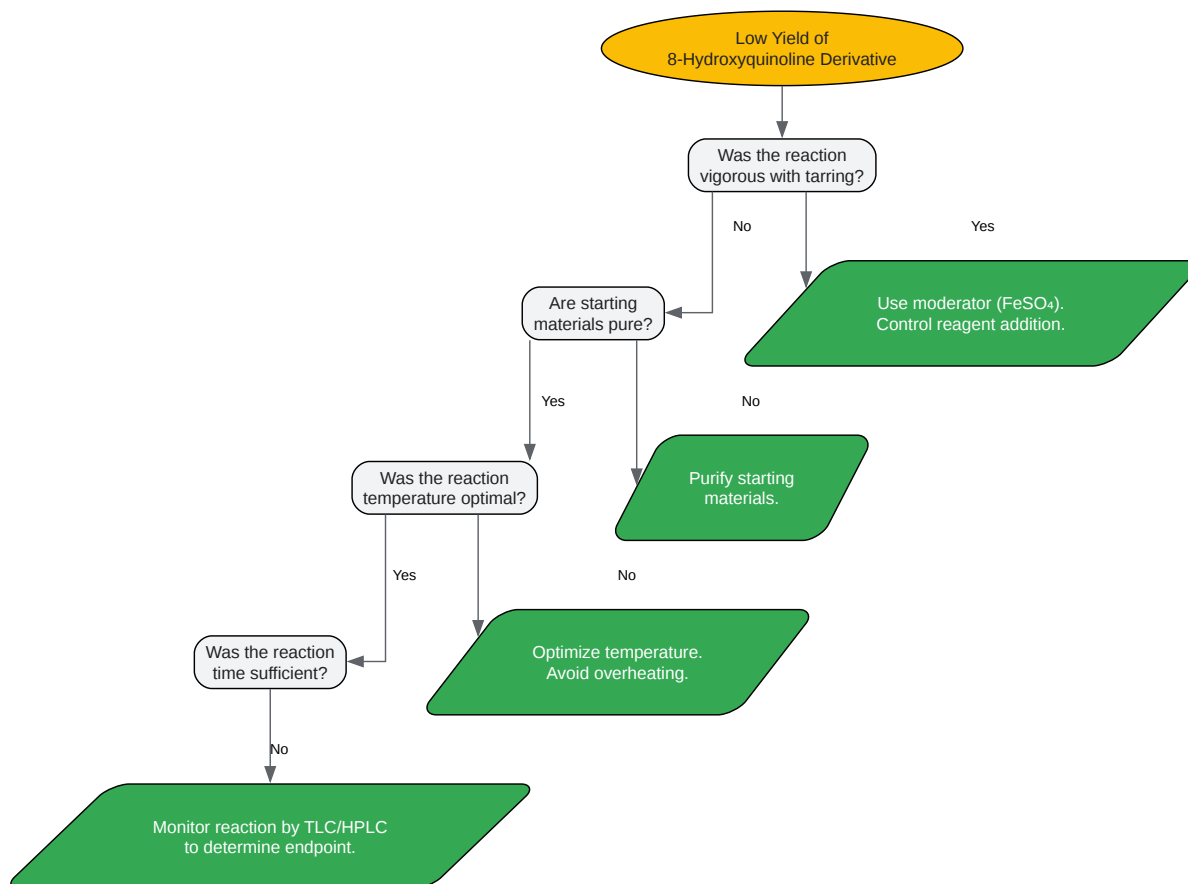 Low Yield of
8-Hydroxyquinoline Derivative
Was the reaction
vigorous with tarring?
No
Yes
Are starting
materials pure?
Use moderator (FeSO₄).
Control reagent addition.
Yes
No
Was the reaction
temperature optimal?
Purify starting
materials.
Yes
No
Was the reaction
time sufficient?
Optimize temperature.
Avoid overheating.
No
Monitor reaction by TLC/HPLC
to determine endpoint.